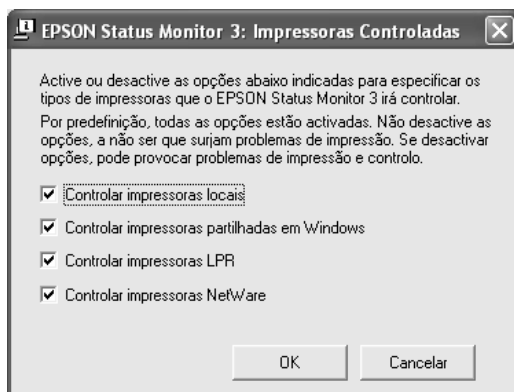 EPSON Status Monitor 3: Impressoras Controladas
Active ou desactive as opções abaixo indicadas para especificar os
tipos de impressoras que o EPSON Status Monitor 3 irá controlar.
Por predefinição, todas as opções estão activadas. Não desactive as
opções, a não ser que surjam problemas de impressão. Se desactivar
opções, pode provocar problemas de impressão e controlo.
Controlar impressoras locais
Controlar impressoras partilhadas em Windows
Controlar impressoras LPR
Controlar impressoras NetWare
OK
Cancelar